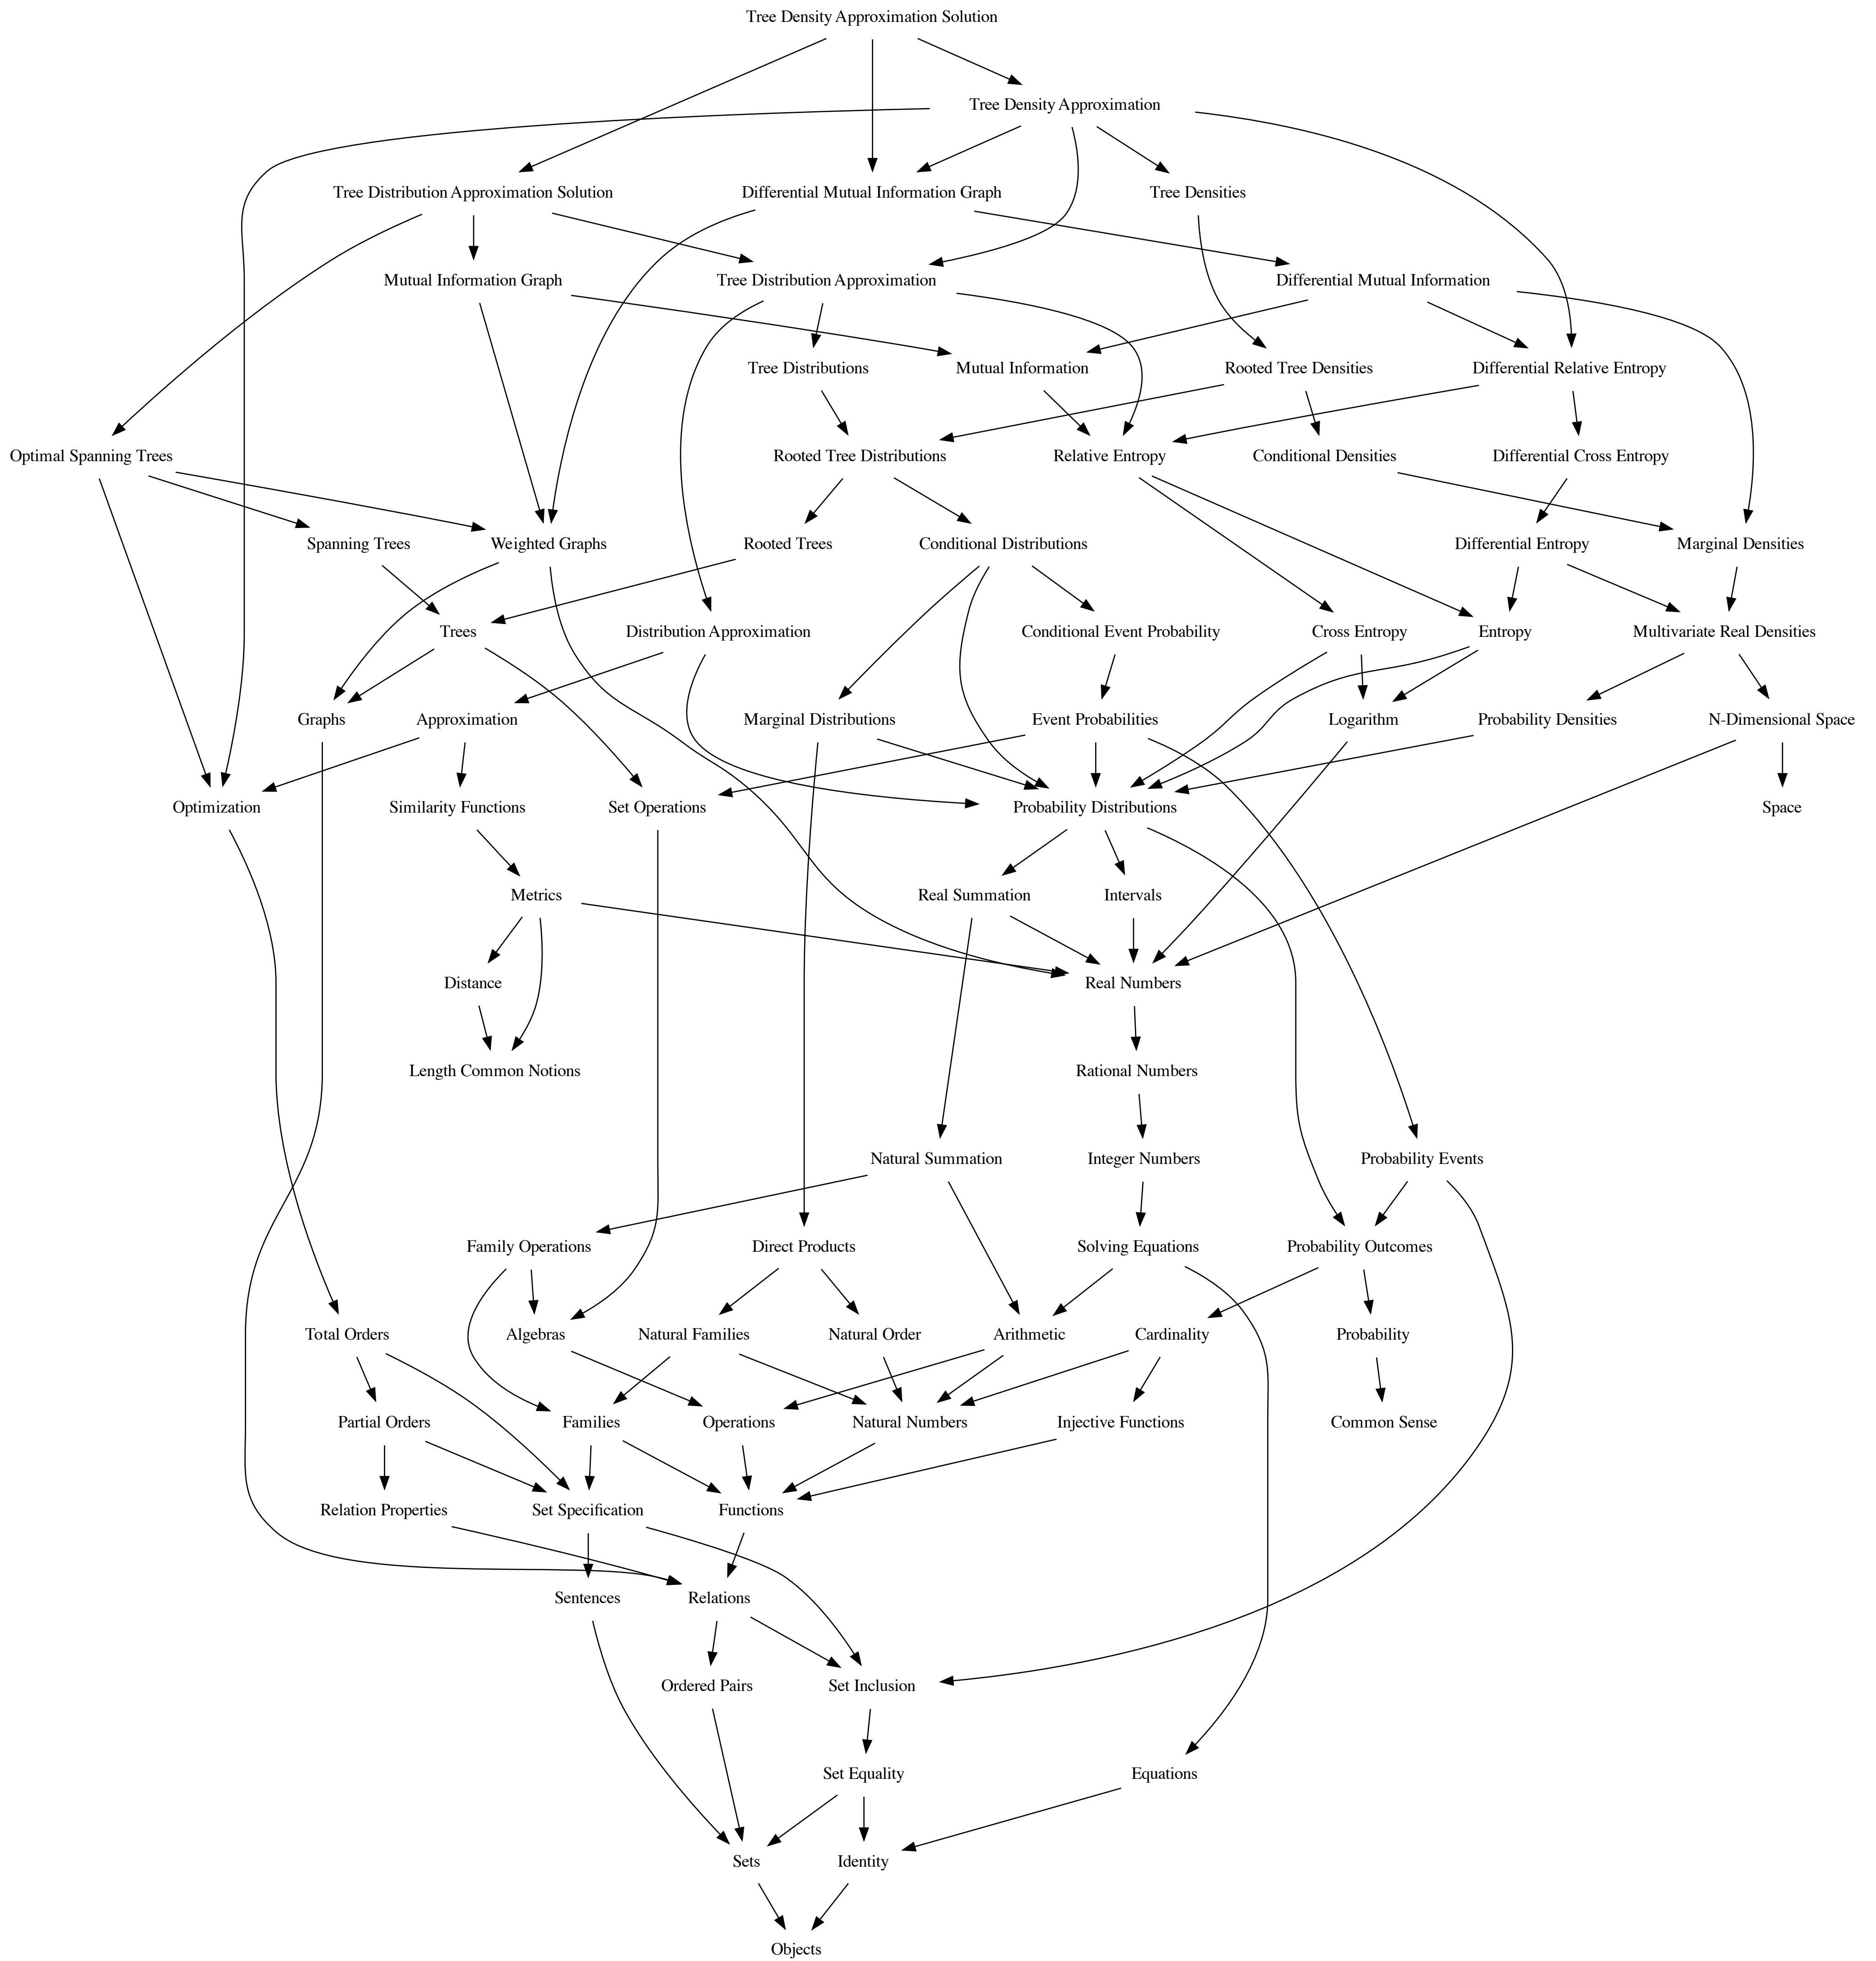 Tree Density Approximation Solution
Tree Density Approximation
Tree Distribution Approximation Solution
Differential Mutual Information Graph
Tree Densities
Mutual Information Graph
Tree Distribution Approximation
Differential Mutual Information
Tree Distributions
Mutual Information
Rooted Tree Densities
Differential Relative Entropy
Optimal Spanning Trees
Rooted Tree Distributions
Relative Entropy
Conditional Densities
Differential Cross Entropy
Spanning Trees
Weighted Graphs
Rooted Trees
Conditional Distributions
Differential Entropy
Marginal Densities
Trees
Distribution Approximation
Conditional Event Probability
Cross Entropy
Entropy
Multivariate Real Densities
Graphs
Approximation
Marginal Distributions
Event Probabilities
Logarithm
Probability Densities
N-Dimensional Space
Optimization
Similarity Functions
Set Operations
Probability Distributions
Space
Metrics
Real Summation
Intervals
Distance
Real Numbers
Length Common Notions
Rational Numbers
Natural Summation
Integer Numbers
Probability Events
Family Operations
Direct Products
Solving Equations
Probability Outcomes
Total Orders
Algebras
Natural Families
Natural Order
Arithmetic
Cardinality
Probability
Partial Orders
Families
Operations
Natural Numbers
Injective Functions
Common Sense
Relation Properties
Set Specification
Functions
Sentences
Relations
Ordered Pairs
Set Inclusion
Set Equality
Equations
Sets
Identity
Objects